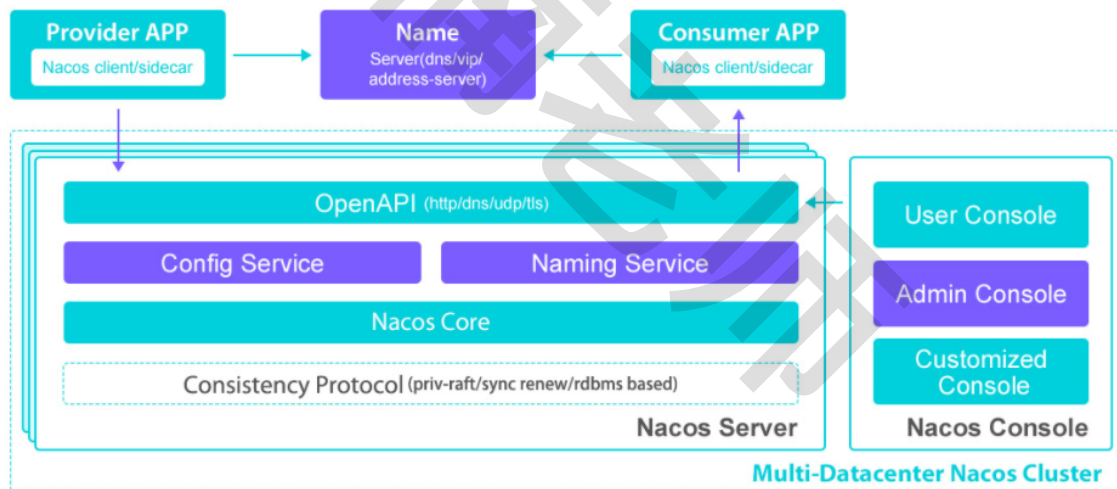 Provider APP
Nacos client/sidecar
Name
Server(dns/vip/
address-server)
Consumer APP
Nacos client/sidecar
OpenAPI (http/dns/udp/tls)
Config Service
Naming Service
Nacos Core
Consistency Protocol (priv-raft/sync renew/rdbms based)
Nacos Server
User Console
Admin Console
Customized
Console
Nacos Console
Multi-Datacenter Nacos Cluster